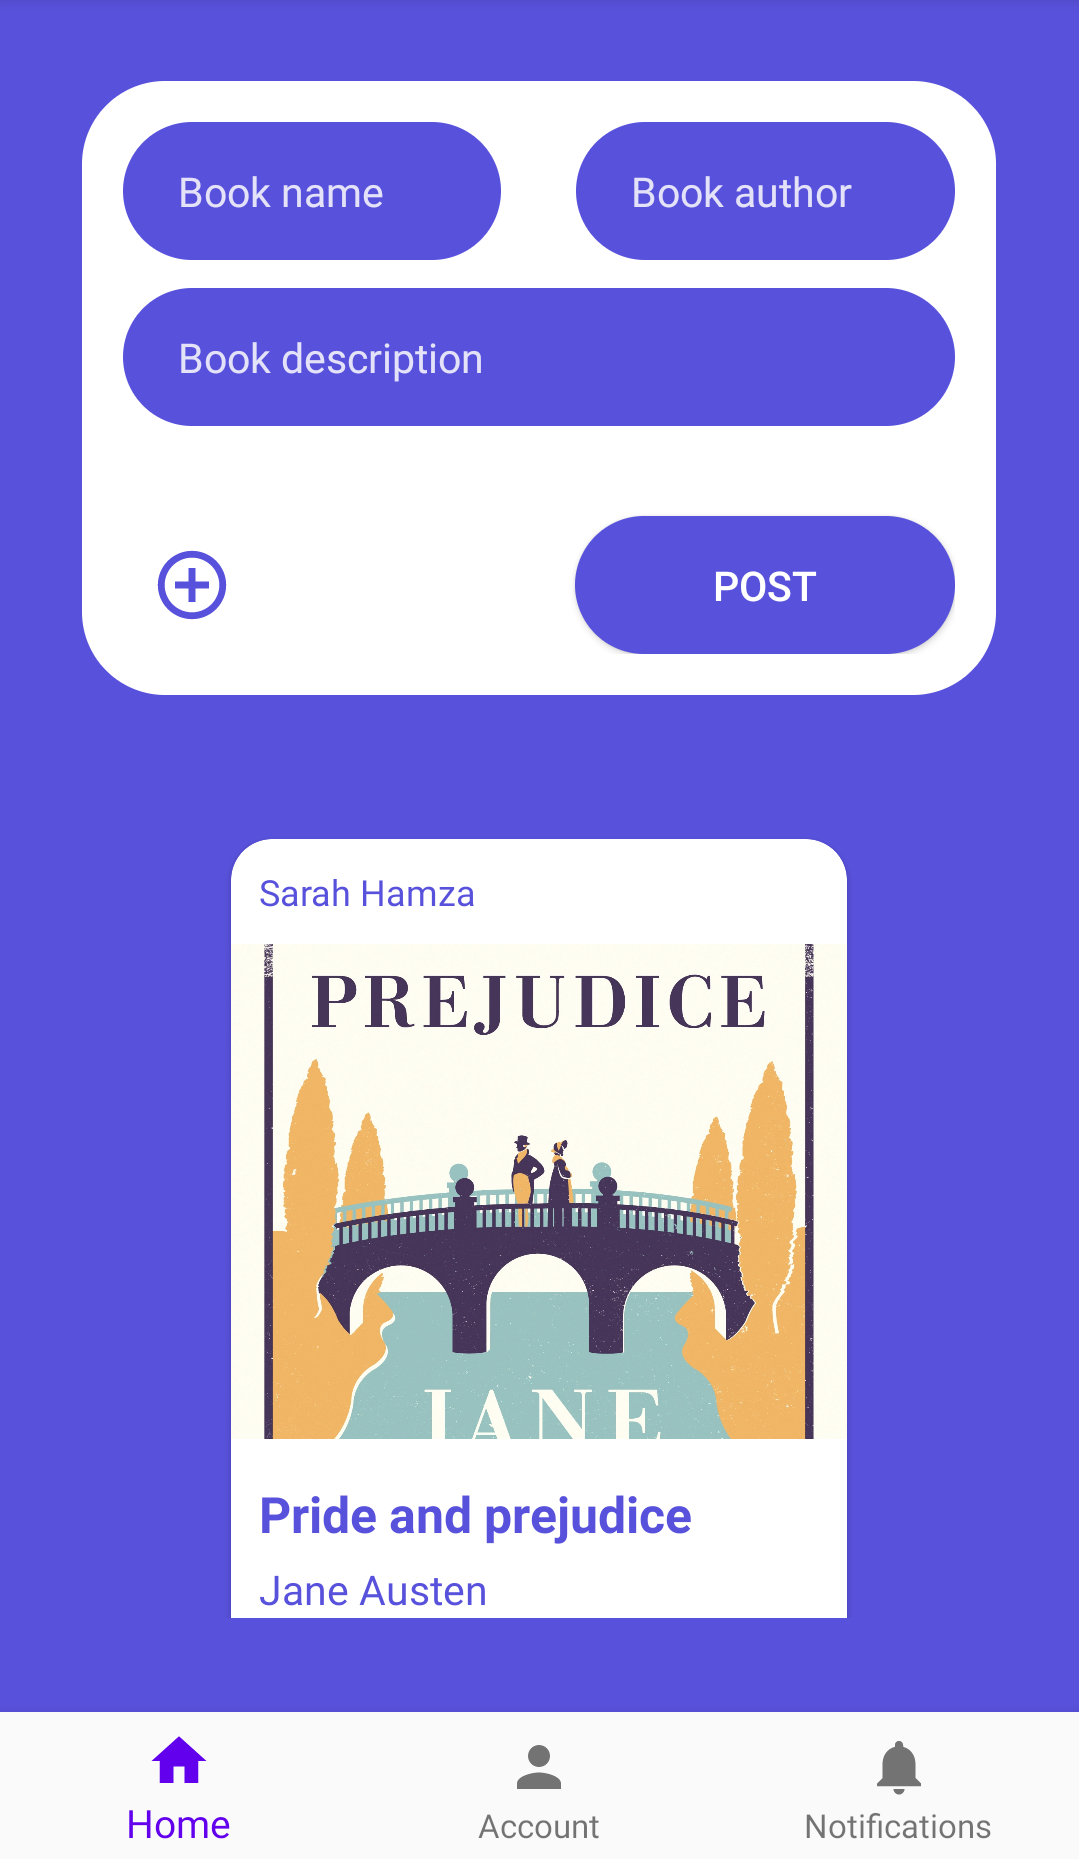 Book name
Book author
Book description
POST
Sarah Hamza
PREJUDICE
JANE
Pride and prejudice
Jane Austen
Home
Account
Notifications